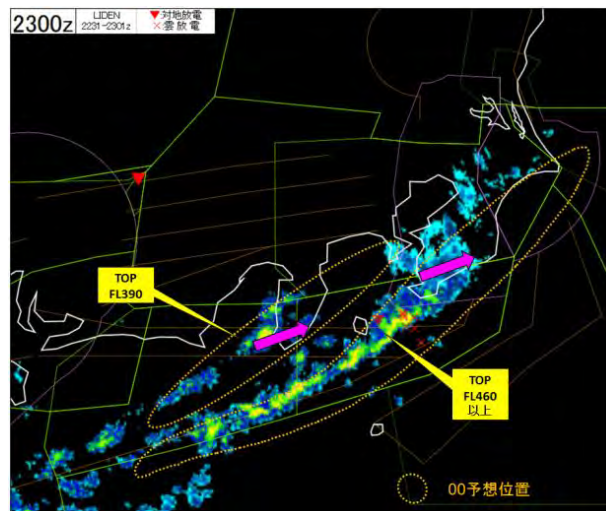 2300z
LIDEN
2231-2301z
▼:対地放電
×:雲放電
TOP
FL390
TOP
FL460
以上
00予想位置